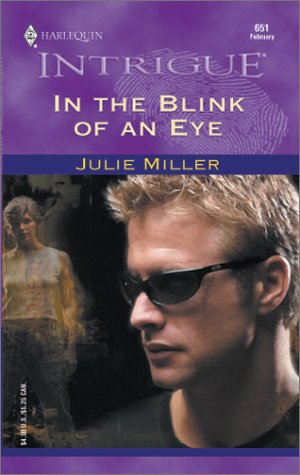 HARLEQUIN
651
February
INTRIGUE®
IN THE BLINK
OF AN EYE
JULIE MILLER